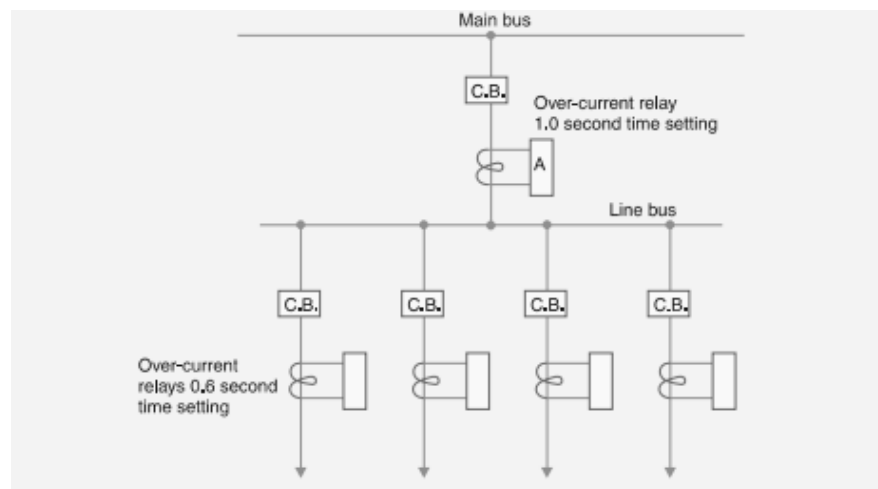 Main bus
C.B.
Over-current relay
1.0 second time setting
A
Line bus
C.B.
C.B.
C.B.
C.B.
Over-current
relays 0.6 second
time setting